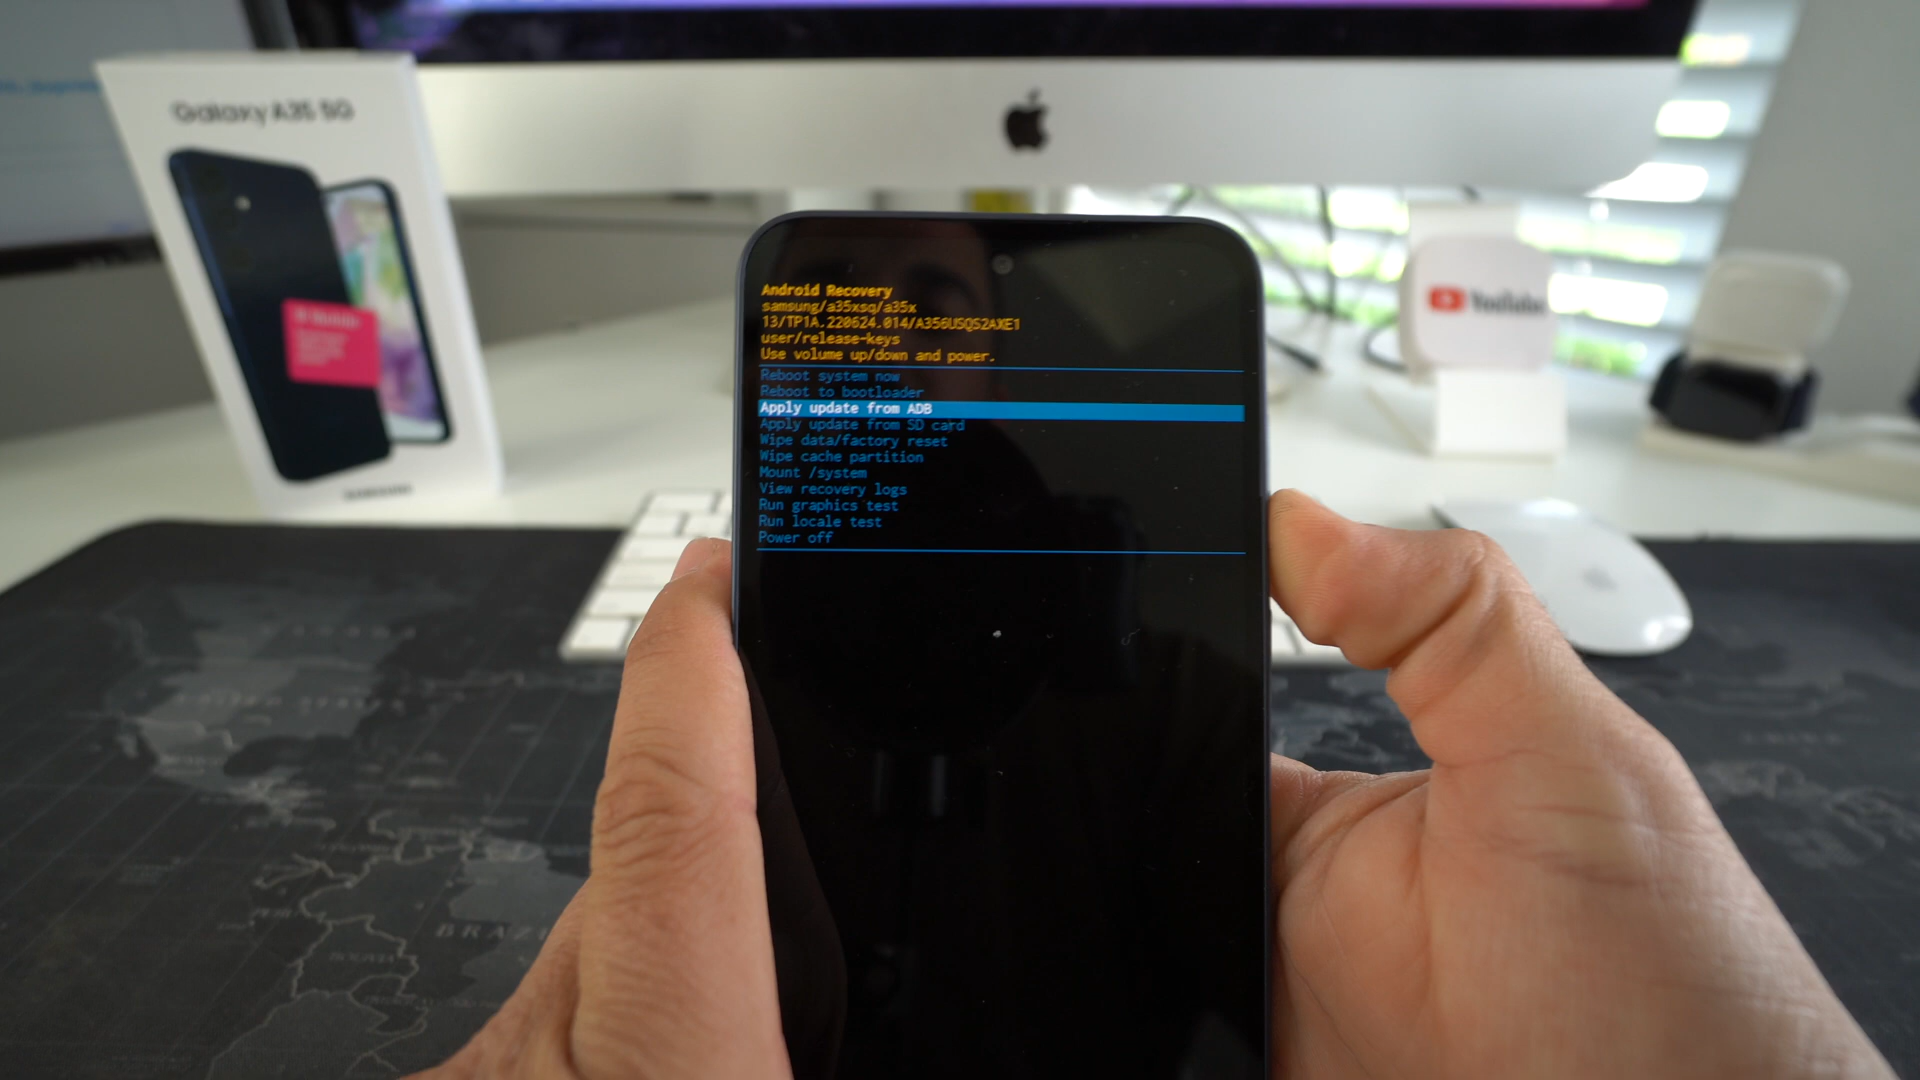 Galaxy A35 5G
SAMSUNG
Android Recovery
samsung/a35xsq/a35x
13/TP1A.220624.014/A356USQS2AXE1
user/release-keys
Use volume up/down and power.
Reboot system now
Reboot to bootloader
Apply update from ADB
Apply update from SD card
Wipe data/factory reset
Wipe cache partition
Mount /system
View recovery logs
Run graphics test
Run locale test
Power off
YouTube
BRAZI